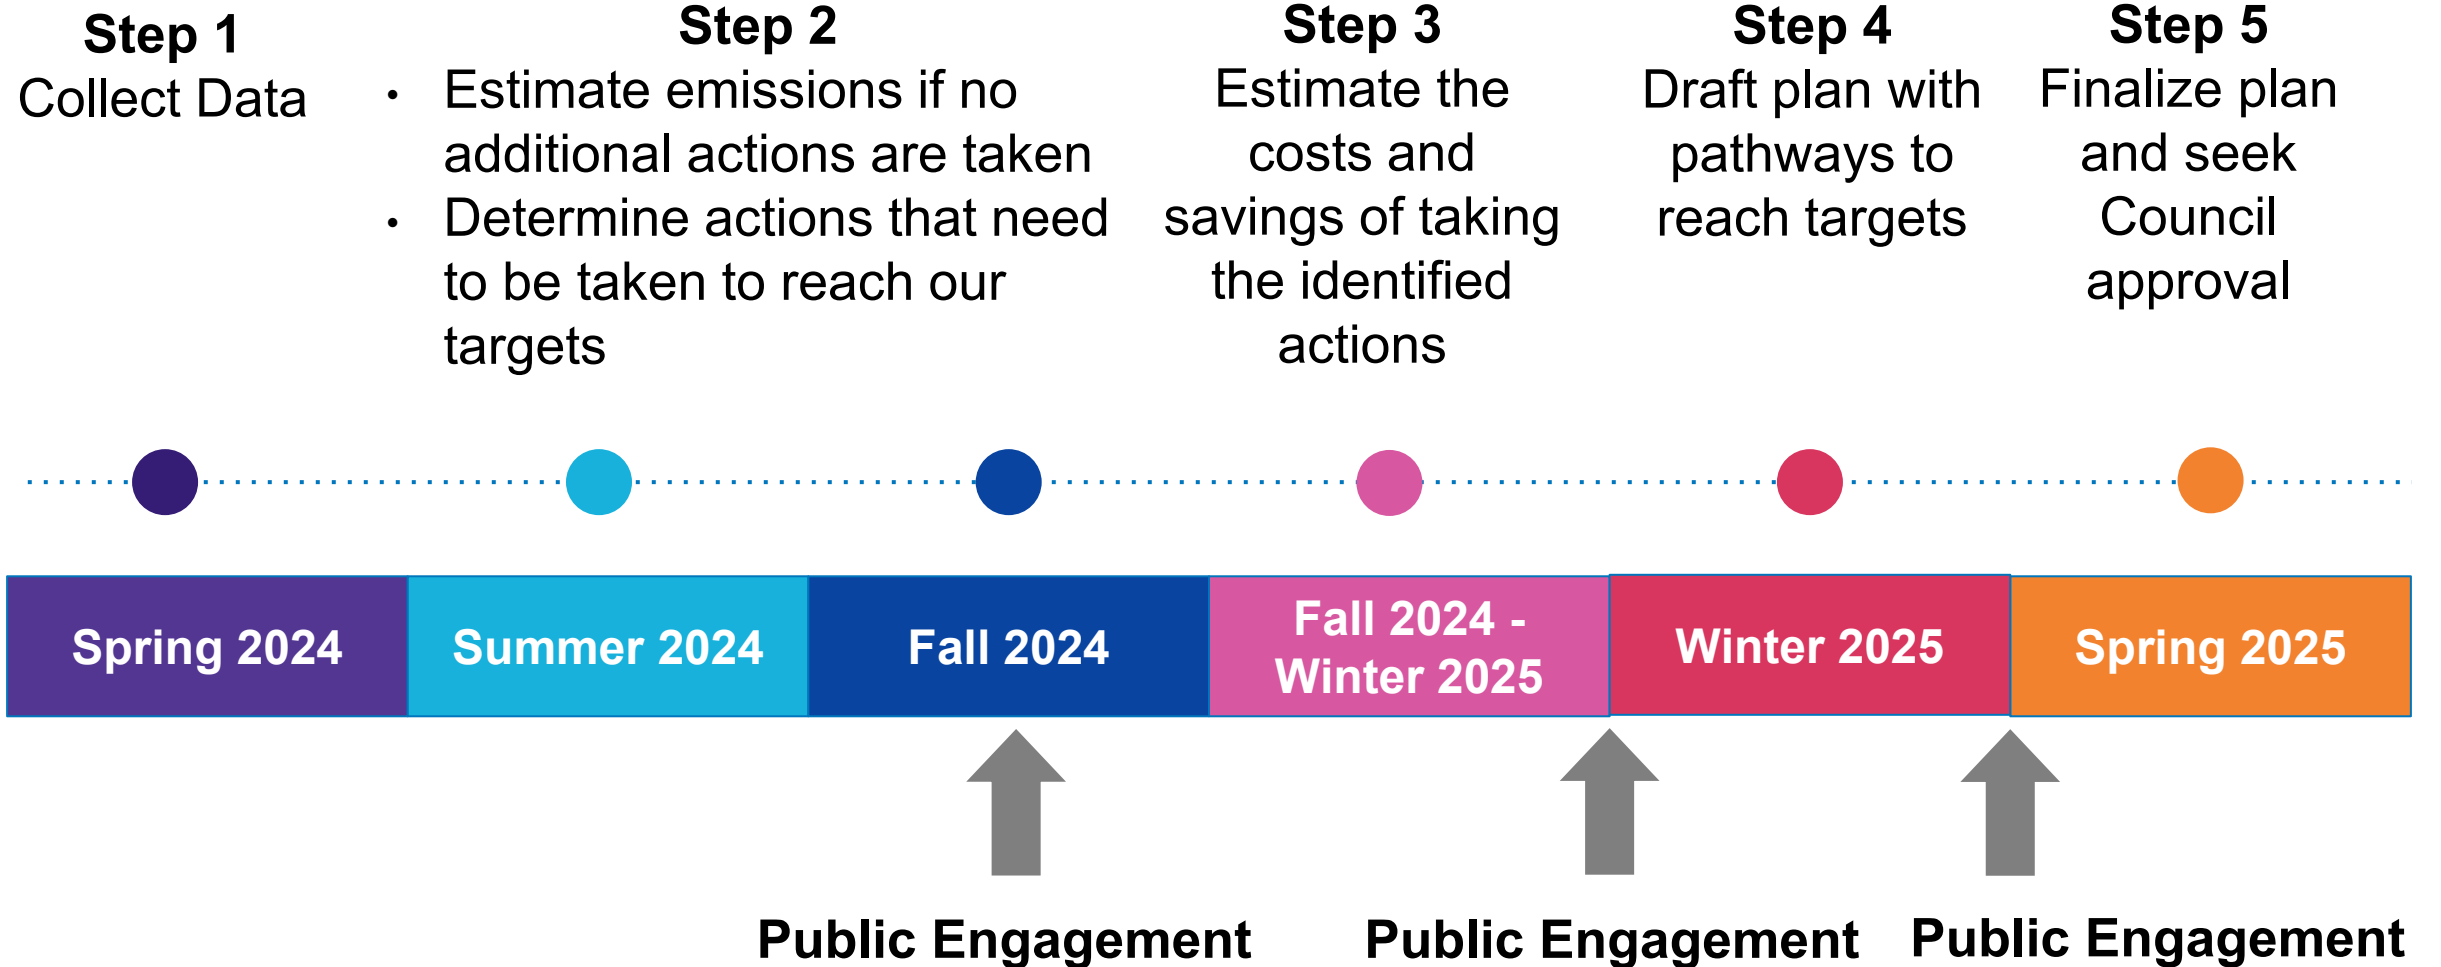 Step 1
Collect Data
Step 2
• Estimate emissions if no
additional actions are taken
• Determine actions that need
to be taken to reach our
targets
Step 3
Estimate the
costs and
savings of taking
the identified
actions
Step 4
Draft plan with
pathways to
reach targets
Step 5
Finalize plan
and seek
Council
approval
Spring 2024
Summer 2024
Fall 2024
Fall 2024 -
Winter 2025
Winter 2025
Spring 2025
Public Engagement
Public Engagement
Public Engagement